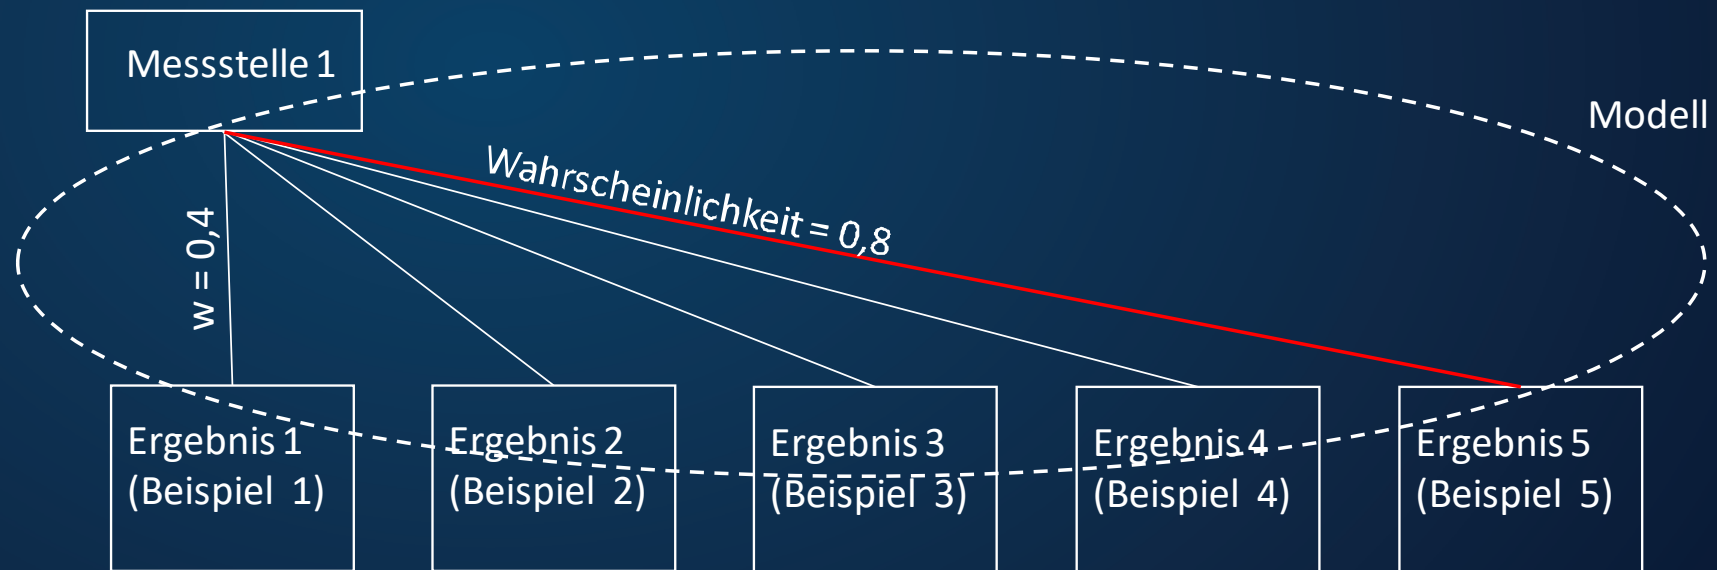 Messstelle 1
Modell
Wahrscheinlichkeit = 0,8
w = 0,4
Ergebnis 1
(Beispiel 1)
Ergebnis 2
(Beispiel 2)
Ergebnis 3
(Beispiel 3)
Ergebnis 4
(Beispiel 4)
Ergebnis 5
(Beispiel 5)